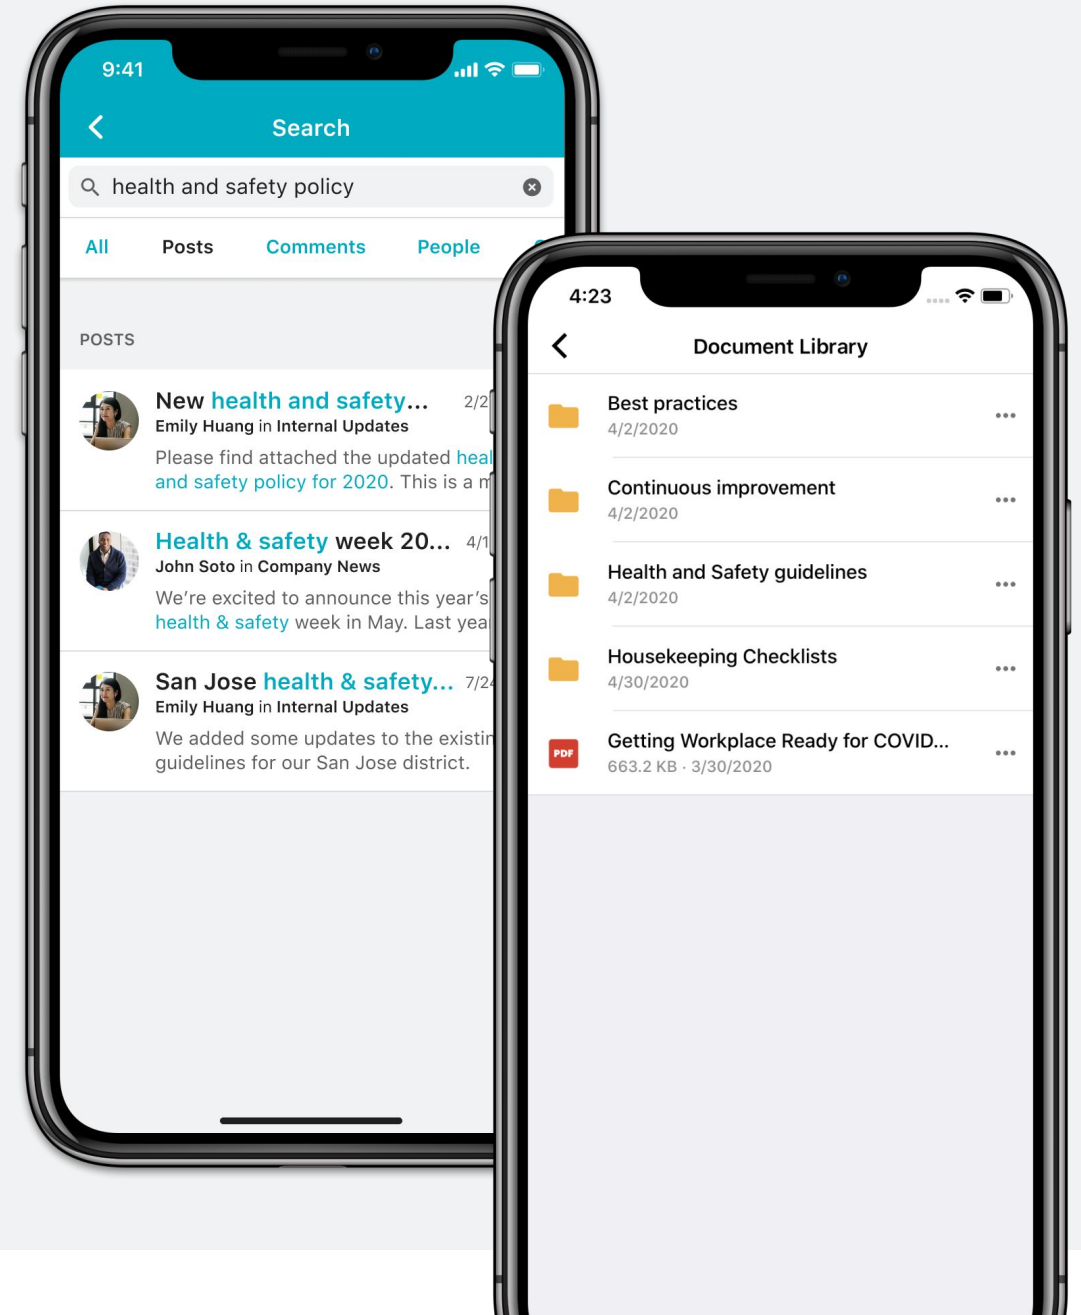 9:41
Search
health and safety policy
All Posts Comments People
POSTS
New health and safety... 2/2
Emily Huang in Internal Updates
Please find attached the updated
and safety policy for 2020. This is a
Health & safety week 20... 4/1
John Soto in Company News
We're excited to announce this year's
health & safety week in May. Last
San Jose health & safety... 7/24
Emily Huang in Internal Updates
We added some updates to the
guidelines for our San Jose district.
4:23
Document Library
Best practices
4/2/2020
Continuous improvement
4/2/2020
Health and Safety guidelines
4/2/2020
Housekeeping Checklists
4/30/2020
PDF
Getting Workplace Ready for COVID...
663.2 KB · 3/30/2020